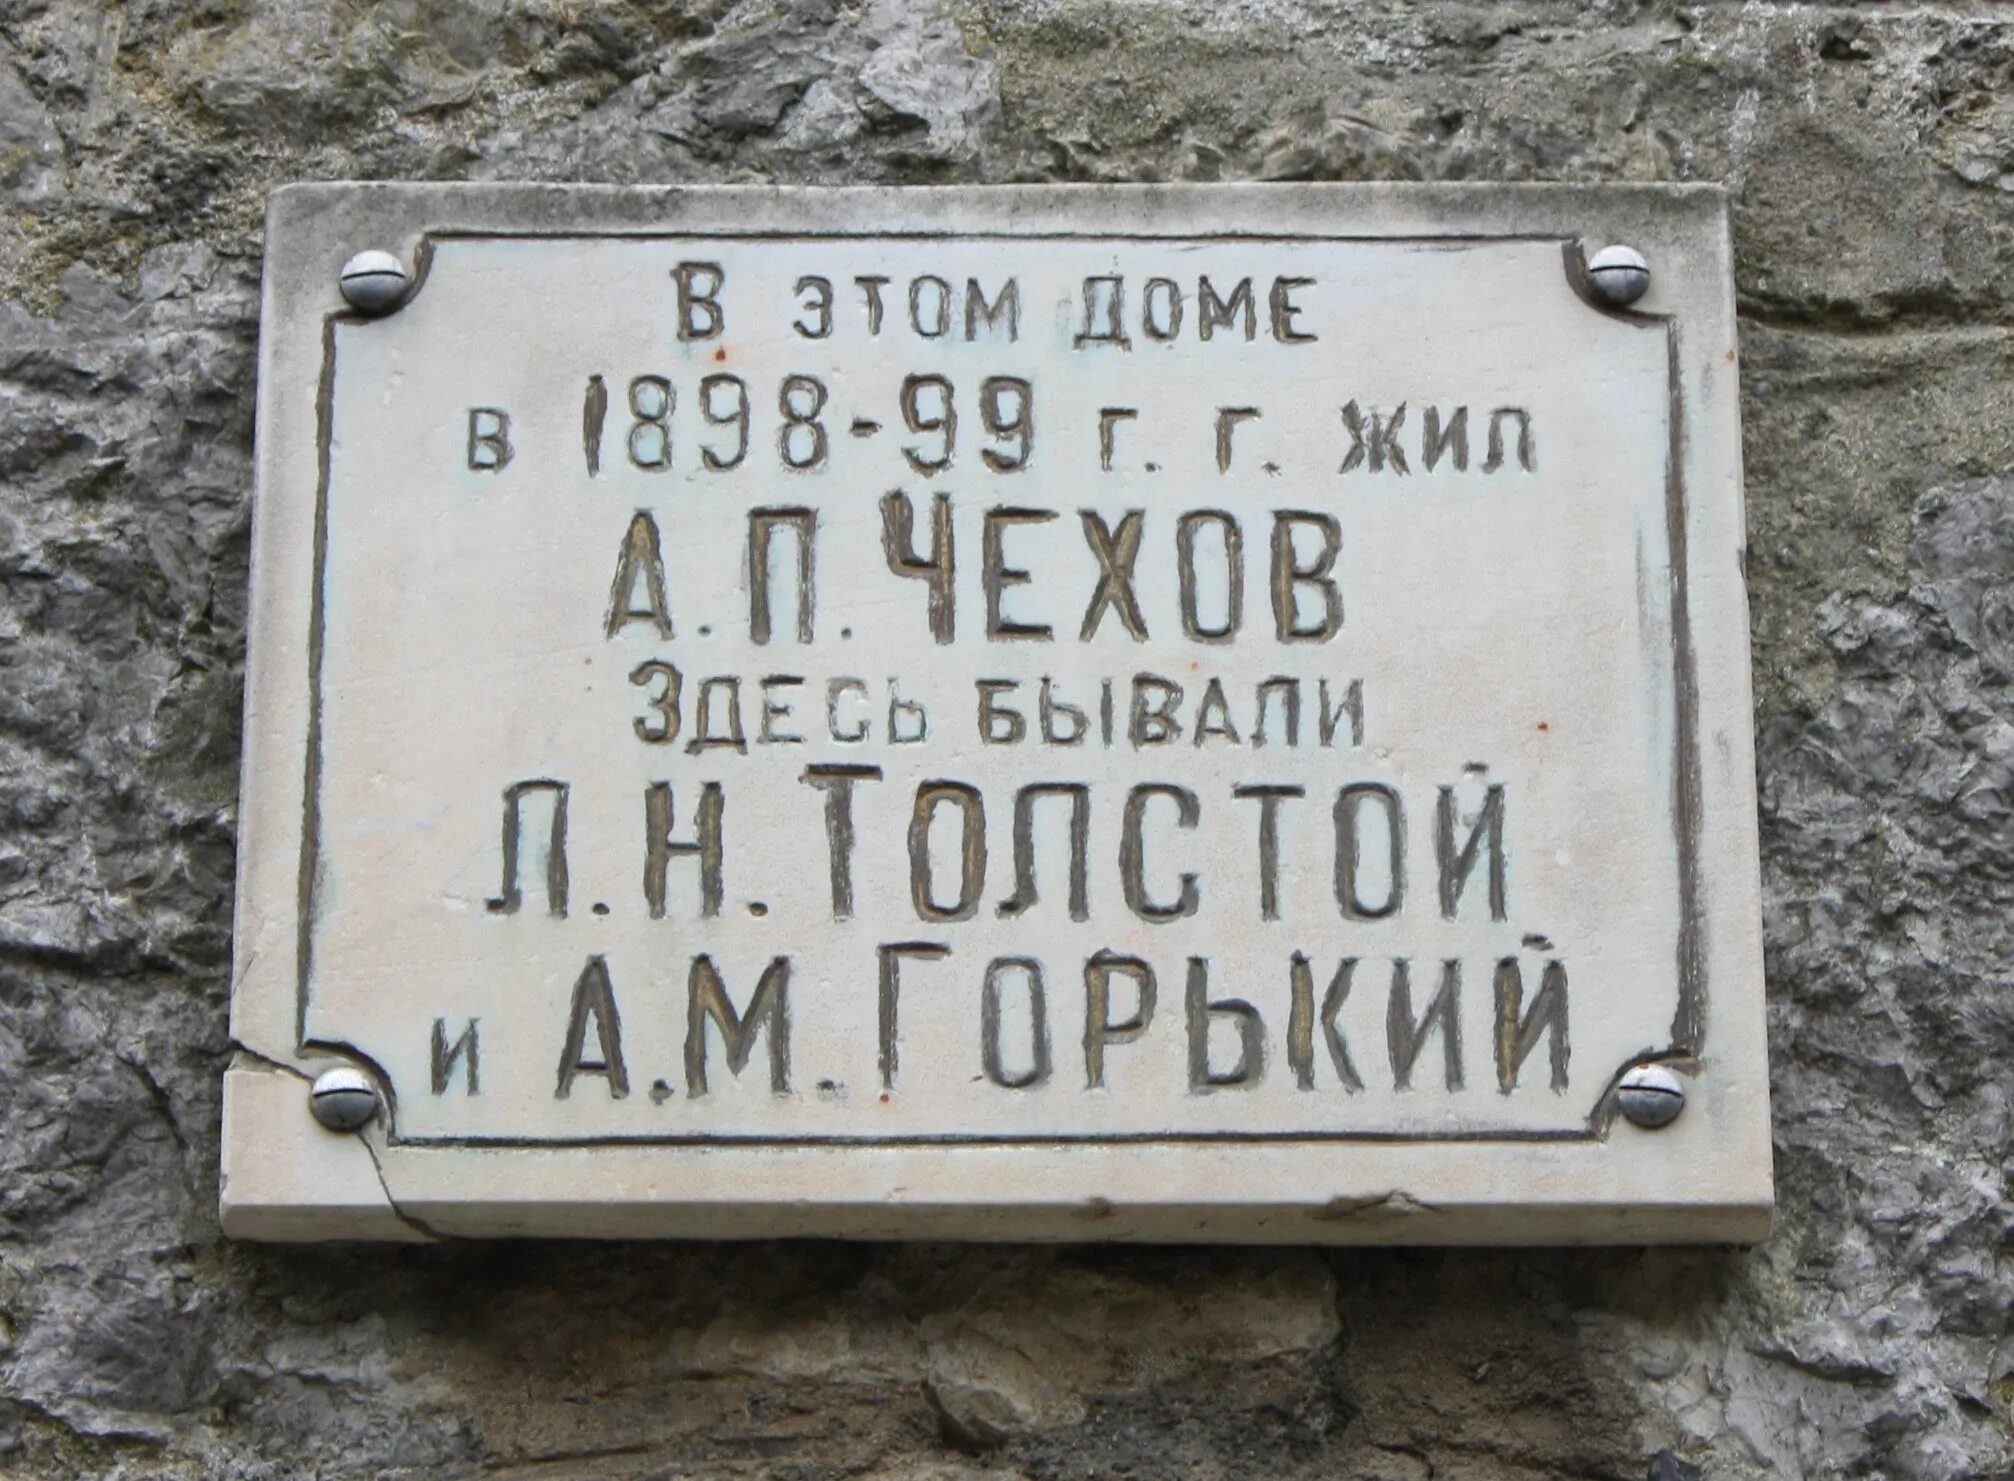 В ЭТОМ ДОМЕ
В 1898-99 Г. Г. ЖИЛ
А. П. ЧЕХОВ
ЗДЕСЬ БЫВАЛИ
Л. Н. ТОЛСТОЙ
И А. М. ГОРЬКИЙ